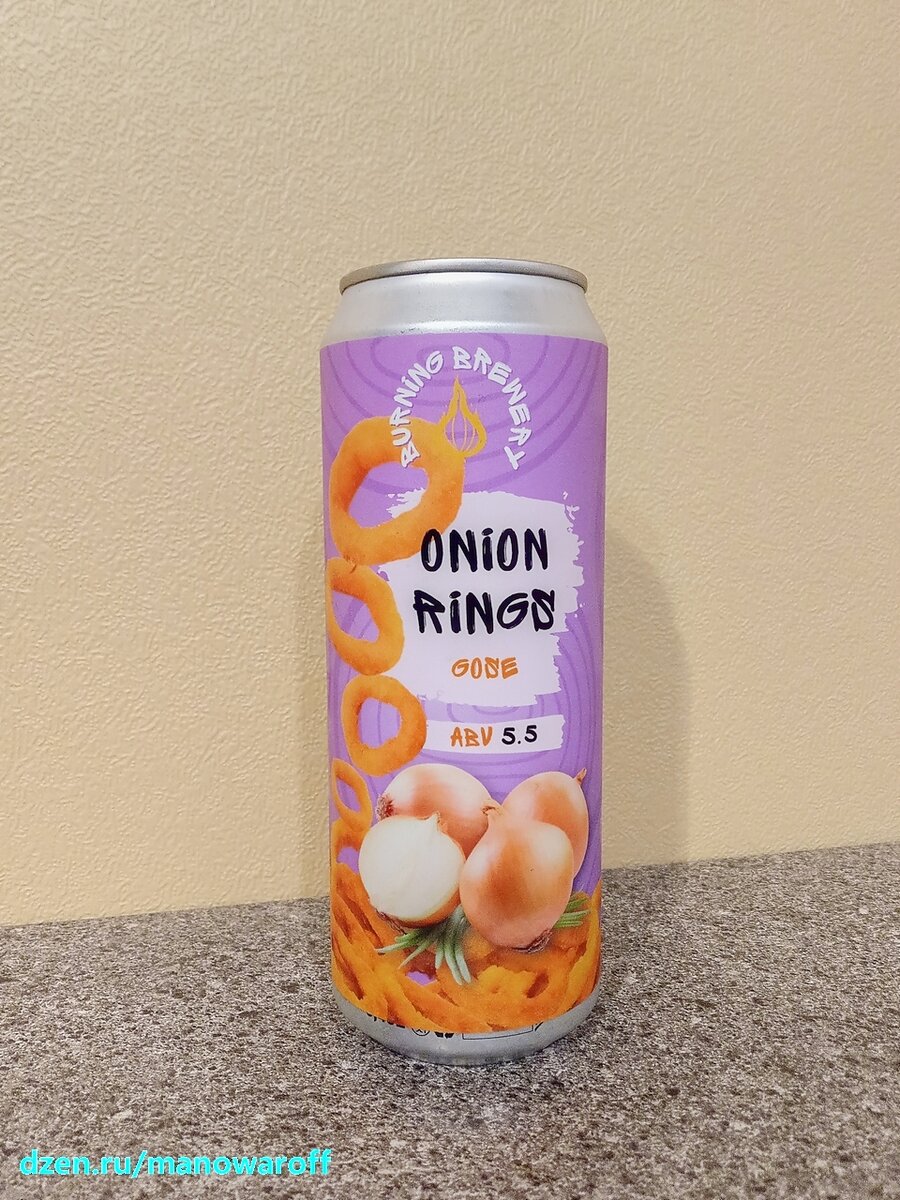 BURNING BREWERY
ONION
RINGS
GOSE
ABV 5.5
dzen.ru/manowaroff